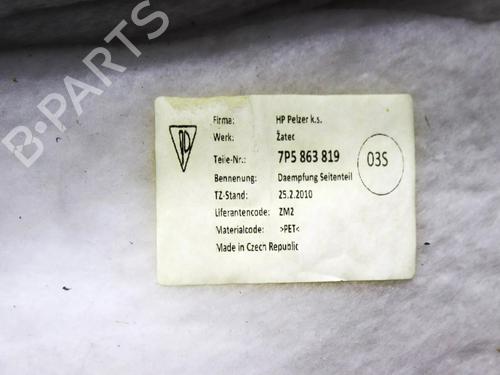 B-PARTS
Firma: HP Pelzer k.s.
Werk: Žatec
Teile-Nr.: 7P5 863 819
03S
Bennenung: Daempfung Seitenteil
TZ-Stand: 25.2.2010
Liferantencode: ZM2
Materialcode: >PET<
Made in Czech Republic